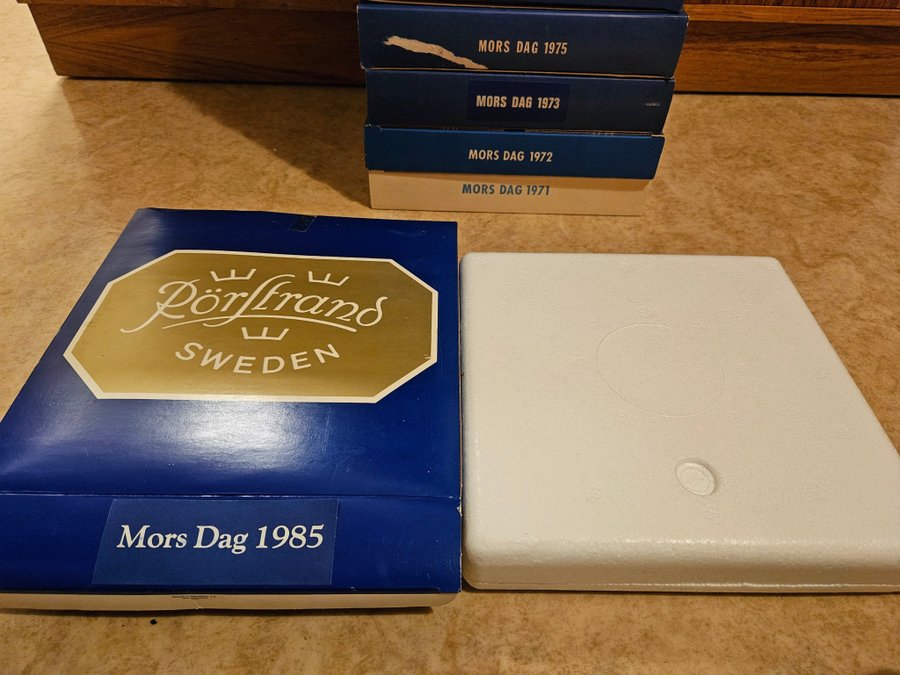 MORS DAG 1975
MORS DAG 1973
MORS DAG 1972
MORS DAG 1971
Rörstrand
SWEDEN
Mors Dag 1985